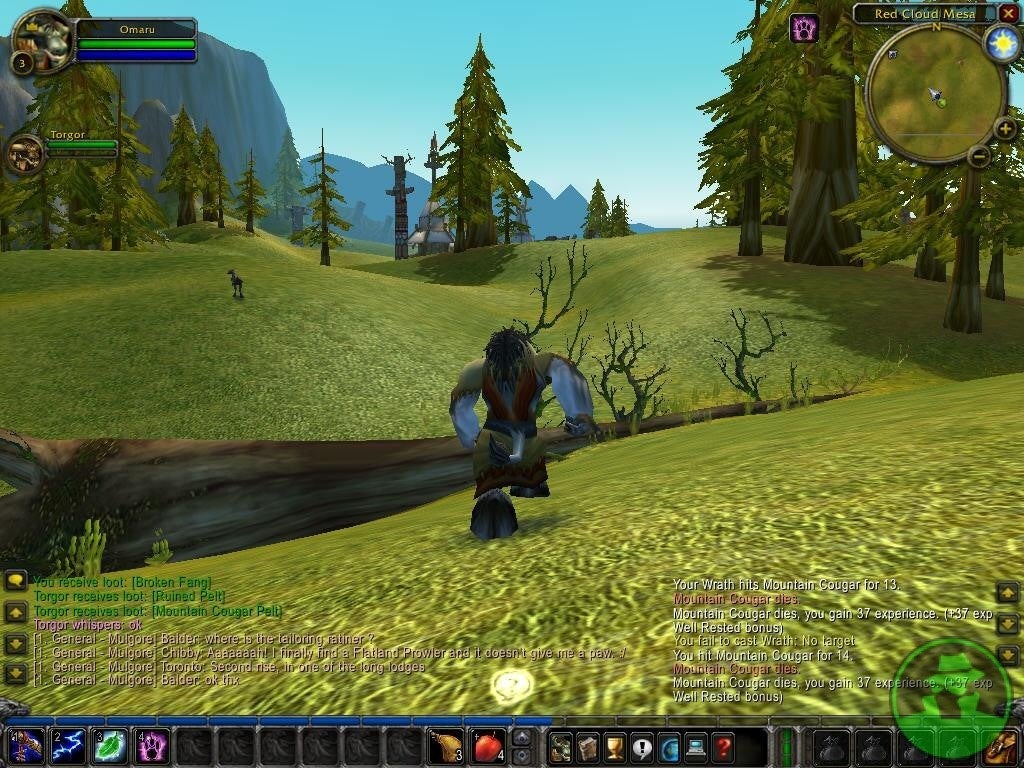 Omaru
3
Torgor
Red Cloud Mesa
N
You receive loot: [Broken Fang]
Torgor receives loot: [Ruined Pelt]
Torgor receives loot: [Mountain Cougar Pelt]
Torgor whispers: ok
[1. General - Mulgore] Balder: where is the tailoring ratiner ?
[1. General - Mulgore] Chibby: Aaaaaaah! I finally find a Flatland Prowler and it doesn't give me a paw. :/
[1. General - Mulgore] Toronto: Second rise, in one of the long lodges
[1. General - Mulgore] Balder: ok thx
Your Wrath hits Mountain Cougar for 13.
Mountain Cougar dies.
Mountain Cougar dies, you gain 37 experience. (+37 exp
Well Rested bonus)
You fail to cast Wrath: No target
You hit Mountain Cougar for 14.
Mountain Cougar dies.
Mountain Cougar dies, you gain 37 experience. (+37 exp
Well Rested bonus)
1 2 3 4 3 4